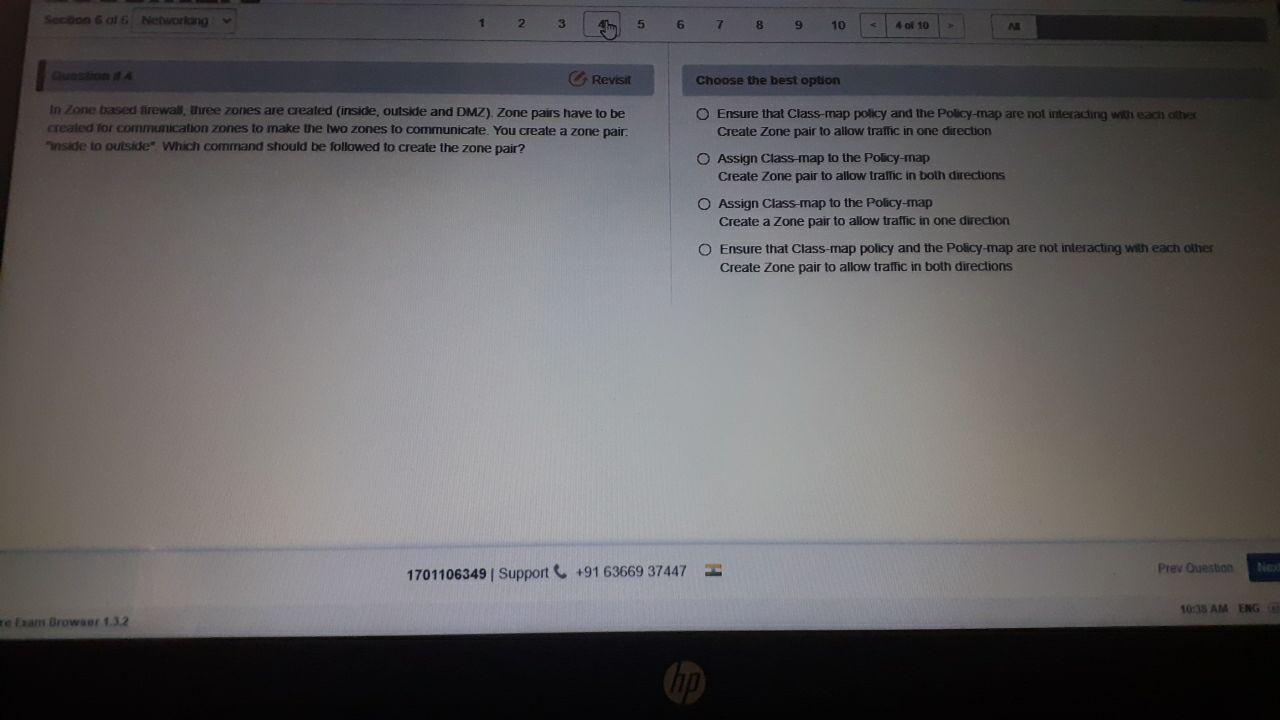 Section 6 of 6 Networking
1 2 3 4 5 6 7 8 9 10 < 4 of 10 > All
Question # 4
Revisit
In Zone based firewall, three zones are created (inside, outside and DMZ). Zone pairs have to be
created for communication zones to make the two zones to communicate. You create a zone pair:
"inside to outside". Which command should be followed to create the zone pair?
Choose the best option
Ensure that Class-map policy and the Policy-map are not interacting with each other
Create Zone pair to allow traffic in one direction
Assign Class-map to the Policy-map
Create Zone pair to allow traffic in both directions
Assign Class-map to the Policy-map
Create a Zone pair to allow traffic in one direction
Ensure that Class-map policy and the Policy-map are not interacting with each other
Create Zone pair to allow traffic in both directions
1701106349 | Support +91 63669 37447
Prev Question Nex
10:38 AM ENG
re Exam Browser 1.3.2
hp